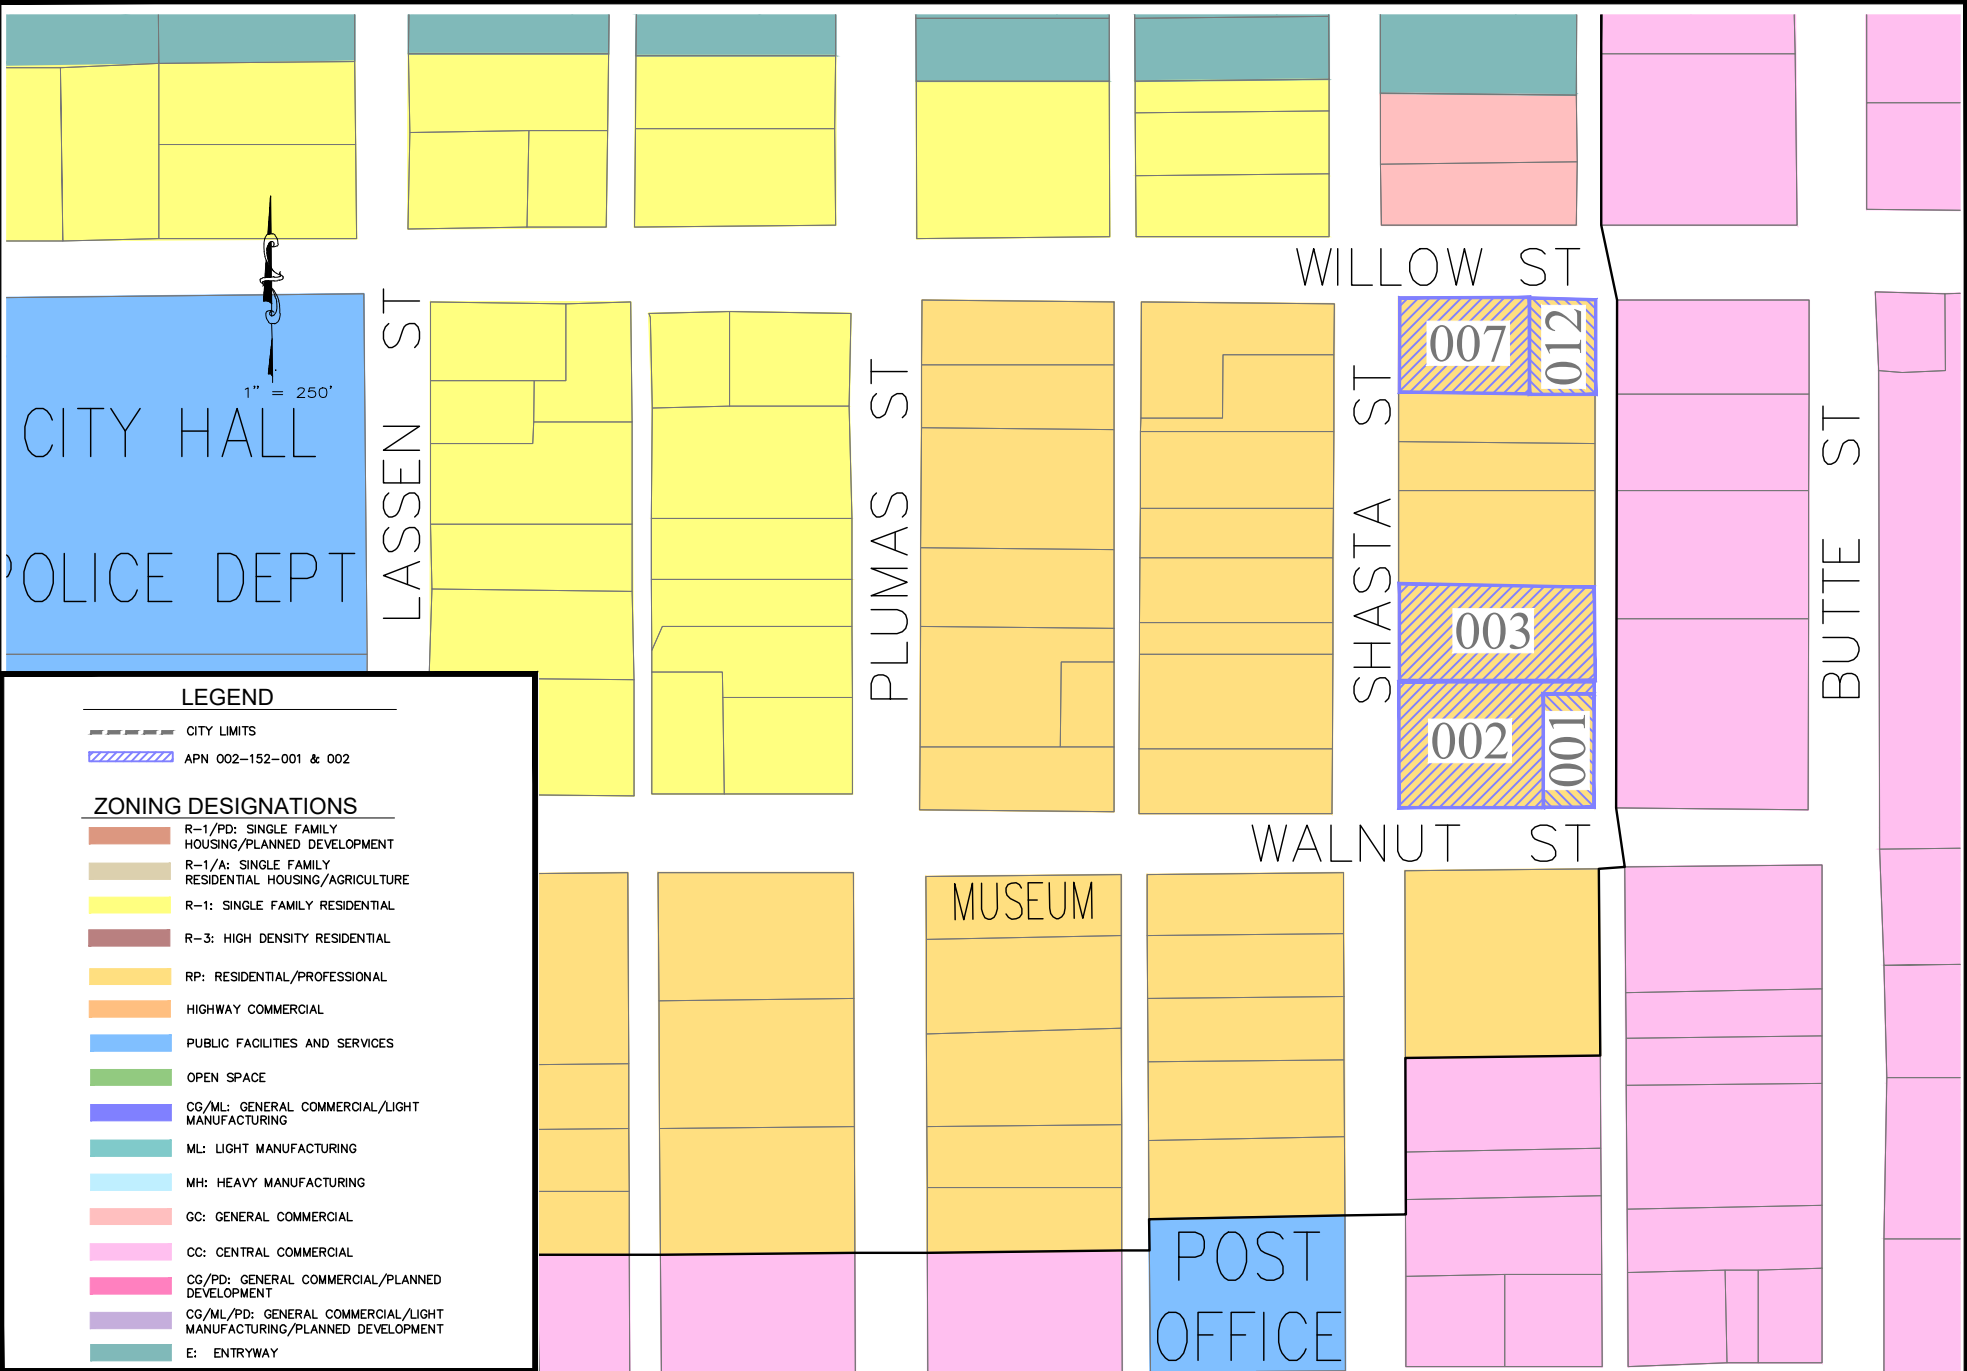 WILLOW ST
007
012
1" = 250'
CITY HALL
POLICE DEPT
LASSEN ST
PLUMAS ST
SHASTA ST
BUTTE ST
003
002
001
WALNUT ST
MUSEUM
POST
OFFICE
LEGEND
CITY LIMITS
APN 002-152-001 & 002
ZONING DESIGNATIONS
R-1/PD: SINGLE FAMILY
HOUSING/PLANNED DEVELOPMENT
R-1/A: SINGLE FAMILY
RESIDENTIAL HOUSING/AGRICULTURE
R-1: SINGLE FAMILY RESIDENTIAL
R-3: HIGH DENSITY RESIDENTIAL
RP: RESIDENTIAL/PROFESSIONAL
HIGHWAY COMMERCIAL
PUBLIC FACILITIES AND SERVICES
OPEN SPACE
CG/ML: GENERAL COMMERCIAL/LIGHT
MANUFACTURING
ML: LIGHT MANUFACTURING
MH: HEAVY MANUFACTURING
GC: GENERAL COMMERCIAL
CC: CENTRAL COMMERCIAL
CG/PD: GENERAL COMMERCIAL/PLANNED
DEVELOPMENT
CG/ML/PD: GENERAL COMMERCIAL/LIGHT
MANUFACTURING/PLANNED DEVELOPMENT
E: ENTRYWAY